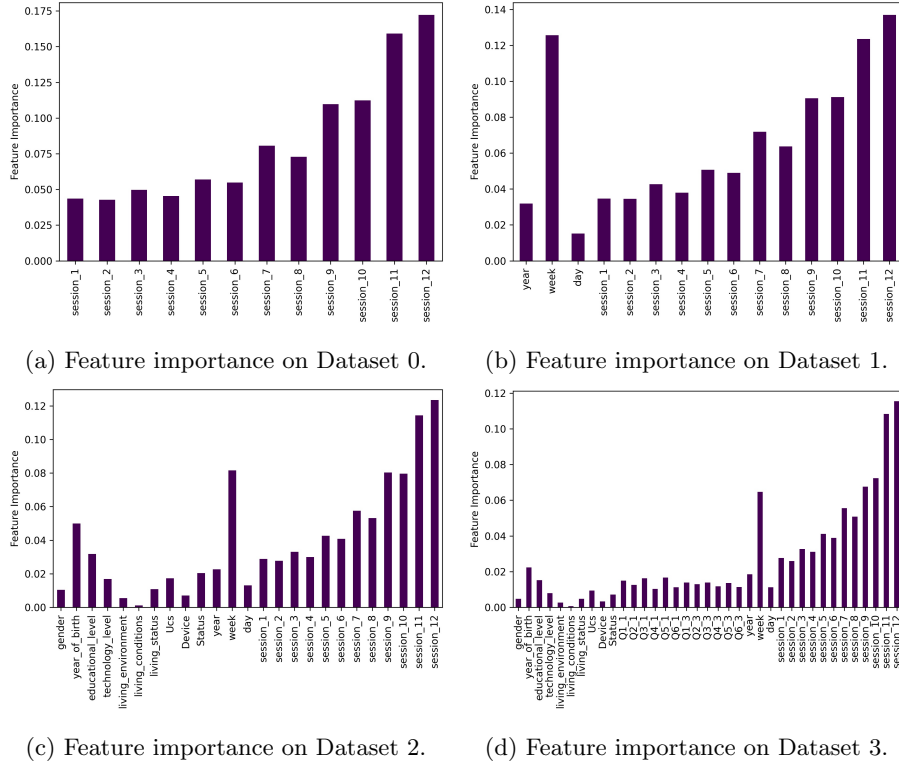 0.175
0.150
0.125
0.100
0.075
0.050
0.025
0.000
Feature Importance
session_1
session_2
session_3
session_4
session_5
session_6
session_7
session_8
session_9
session_10
session_11
session_12
(a) Feature importance on Dataset 0.
0.14
0.12
0.10
0.08
0.06
0.04
0.02
0.00
Feature Importance
year
week
day
session_1
session_2
session_3
session_4
session_5
session_6
session_7
session_8
session_9
session_10
session_11
session_12
(b) Feature importance on Dataset 1.
0.12
0.10
0.08
0.06
0.04
0.02
0.00
Feature Importance
gender
year_of_birth
educational_level
technology_level
living_environment
living_conditions
living_status
Ucs
Device
Status
year
week
day
session_1
session_2
session_3
session_4
session_5
session_6
session_7
session_8
session_9
session_10
session_11
session_12
(c) Feature importance on Dataset 2.
0.12
0.10
0.08
0.06
0.04
0.02
0.00
Feature Importance
gender
year_of_birth
educational_level
technology_level
living_environment
living_conditions
living_status
Ucs
Device
Status
Q1_1
Q2_1
Q3_1
Q4_1
Q5_1
Q6_1
Q1_3
Q2_3
Q3_3
Q4_3
Q5_3
Q6_3
year
week
day
session_1
session_2
session_3
session_4
session_5
session_6
session_7
session_8
session_9
session_10
session_11
session_12
(d) Feature importance on Dataset 3.